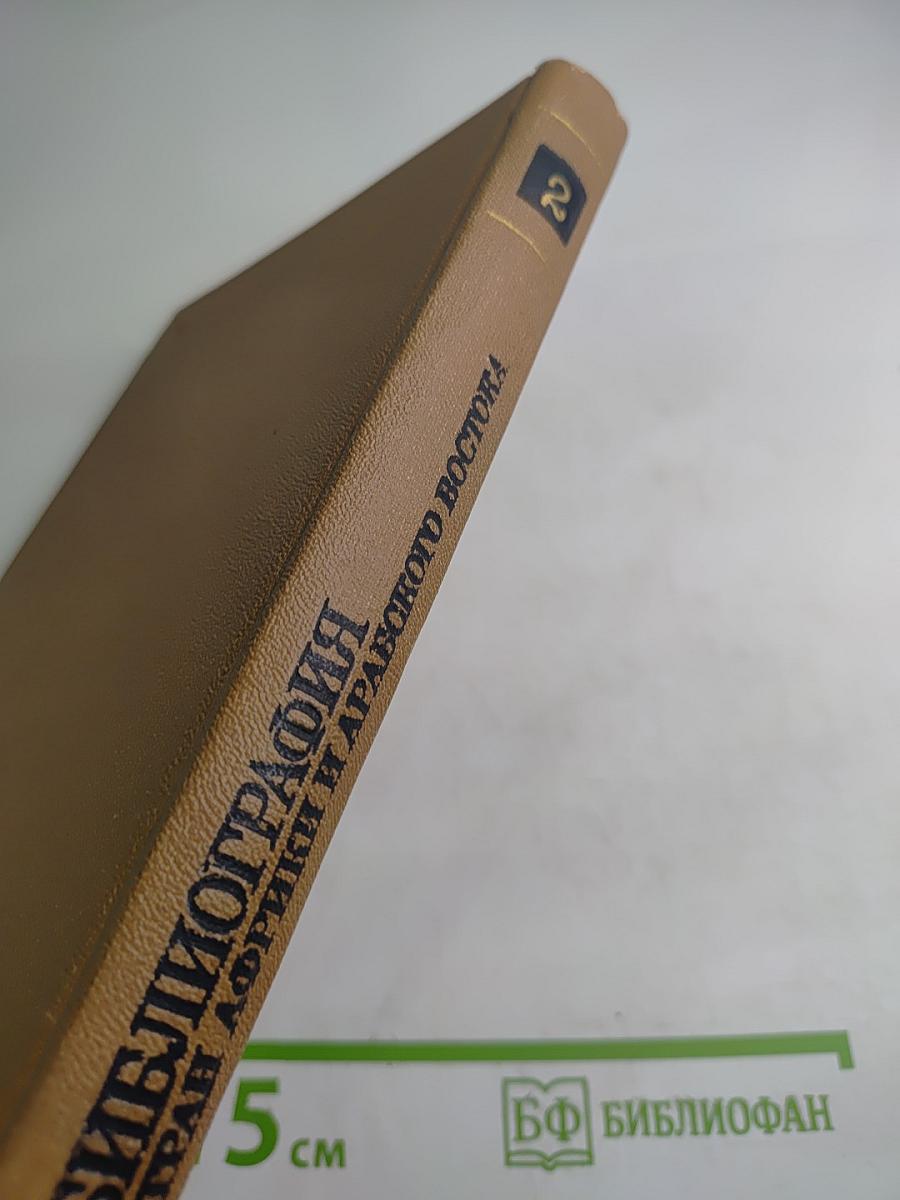 2
БИБЛИОГРАФИЯ
СТРАН АФРИКИ И АРАБСКОГО ВОСТОКА
5 см
БФ БИБЛИОФАН